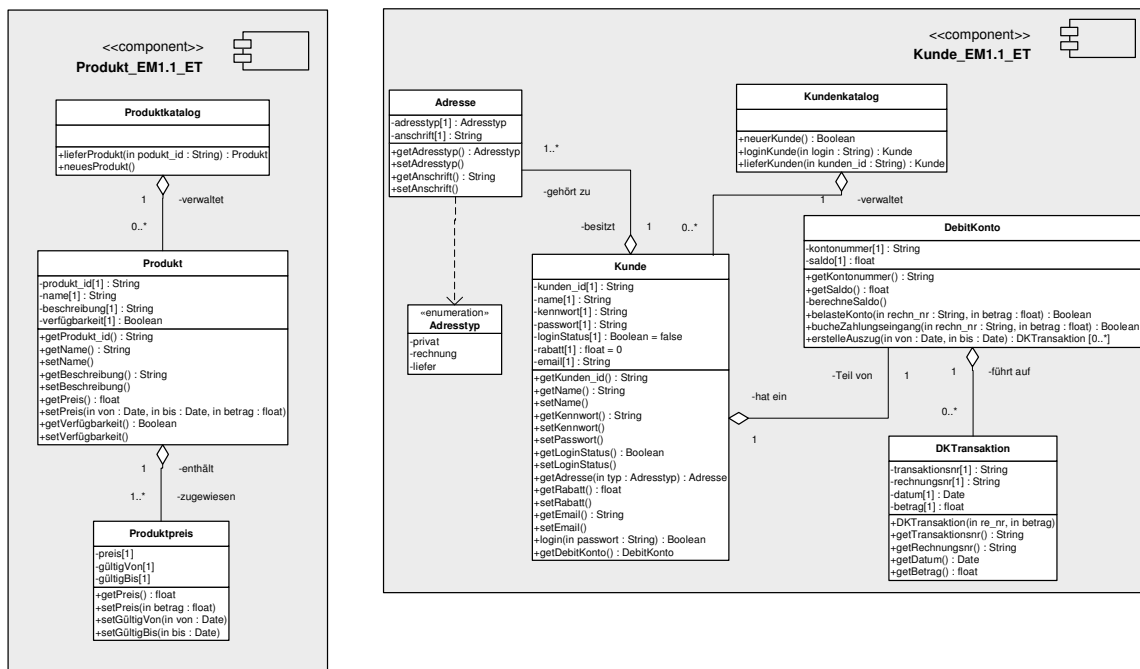 <<component>>
Produkt_EM1.1_ET
Produktkatalog
+lieferProdukt(in podukt_id : String) : Produkt
+neuesProdukt()
1
-verwaltet
0..*
Produkt
-produkt_id[1] : String
-name[1] : String
-beschreibung[1] : String
-verfügbarkeit[1] : Boolean
+getProdukt_id() : String
+getName() : String
+setName()
+getBeschreibung() : String
+setBeschreibung()
+getPreis() : float
+setPreis(in von : Date, in bis : Date, in betrag : float)
+getVerfügbarkeit() : Boolean
+setVerfügbarkeit()
1
-enthält
1..*
-zugewiesen
Produktpreis
-preis[1]
-gültigVon[1]
-gültigBis[1]
+getPreis() : float
+setPreis(in betrag : float)
+setGültigVon(in von : Date)
+setGültigBis(in bis : Date)
<<component>>
Kunde_EM1.1_ET
Adresse
-adresstyp[1] : Adresstyp
-anschrift[1] : String
+getAdresstyp() : Adresstyp
+setAdresstyp()
+getAnschrift() : String
+setAnschrift()
1..*
-gehört zu
-besitzt
1
Kundenkatalog
+neuerKunde() : Boolean
+loginKunde(in login : String) : Kunde
+lieferKunden(in kunden_id : String) : Kunde
1
-verwaltet
0..*
«enumeration»
Adresstyp
-privat
-rechnung
-liefer
Kunde
-kunden_id[1] : String
-name[1] : String
-kennwort[1] : String
-passwort[1] : String
-loginStatus[1] : Boolean = false
-rabatt[1] : float = 0
-email[1] : String
+getKunden_id() : String
+getName() : String
+setName()
+getKennwort() : String
+setKennwort()
+setPasswort()
+getLoginStatus() : Boolean
+setLoginStatus()
+getAdresse(in typ : Adresstyp) : Adresse
+getRabatt() : float
+setRabatt()
+getEmail() : String
+setEmail()
+login(in passwort : String) : Boolean
+getDebitKonto() : DebitKonto
DebitKonto
-kontonummer[1] : String
-saldo[1] : float
+getKontonummer() : String
+getSaldo() : float
-berechneSaldo()
+belasteKonto(in rechn_nr : String, in betrag : float) : Boolean
+bucheZahlungseingang(in rechn_nr : String, in betrag : float) : Boolean
+erstelleAuszug(in von : Date, in bis : Date) : DKTransaktion [0..*]
-Teil von
1
-hat ein
1
1
-führt auf
0..*
DKTransaktion
-transaktionsnr[1] : String
-rechnungsnr[1] : String
-datum[1] : Date
-betrag[1] : float
+DKTransaktion(in re_nr, in betrag)
+getTransaktionsnr() : String
+getRechnungsnr() : String
+getDatum() : Date
+getBetrag() : float